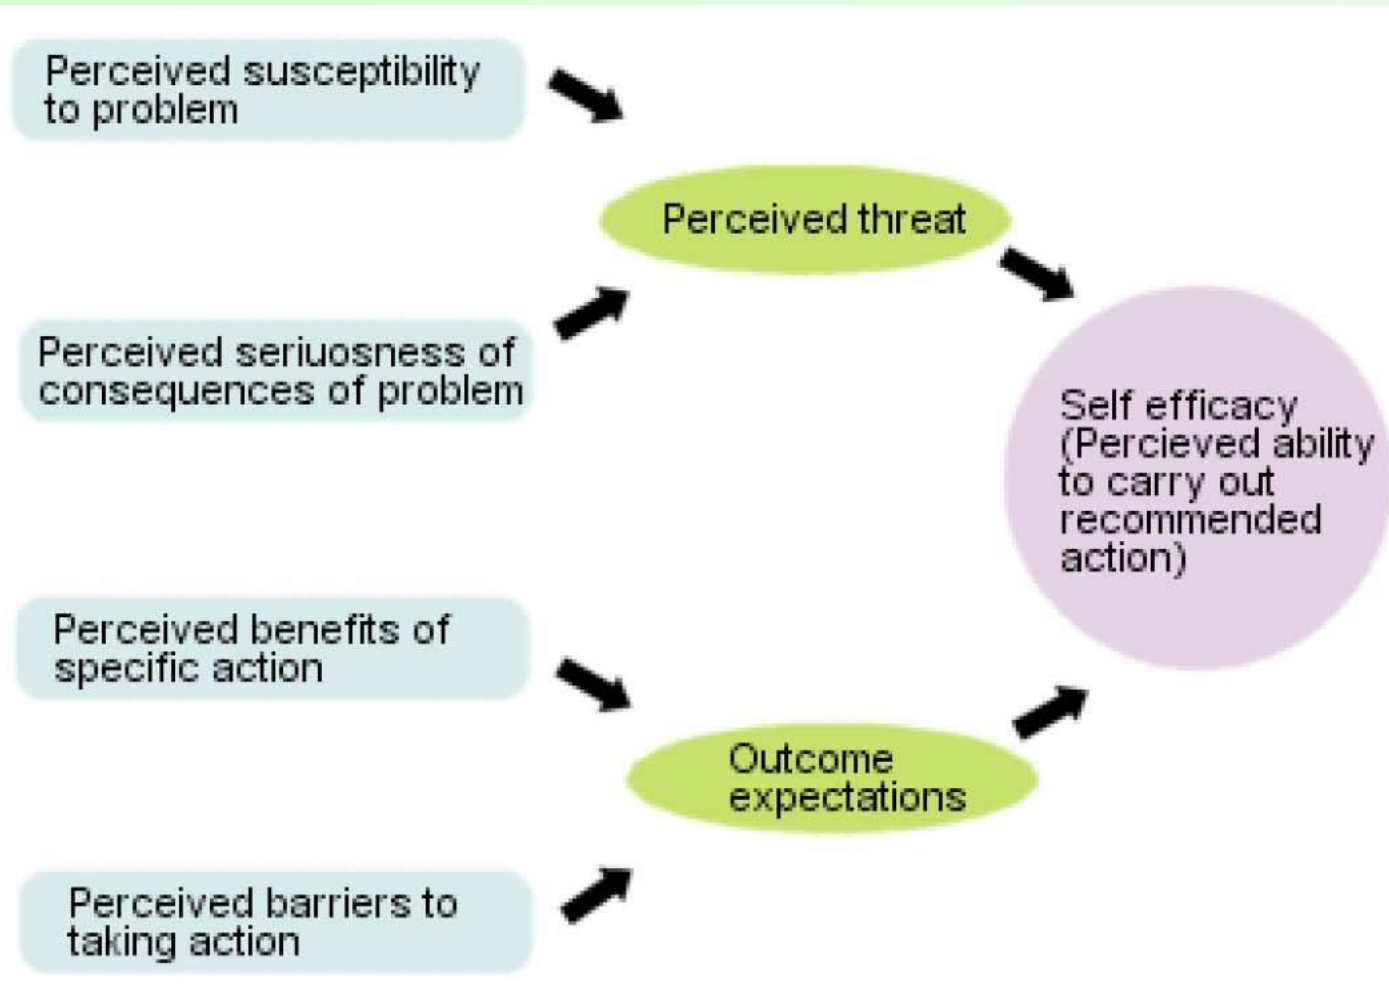 Perceived susceptibility
to problem
Perceived threat
Perceived seriuosness of
consequences of problem
Self efficacy
(Percieved ability
to carry out
recommended
action)
Perceived benefits of
specific action
Outcome
expectations
Perceived barriers to
taking action